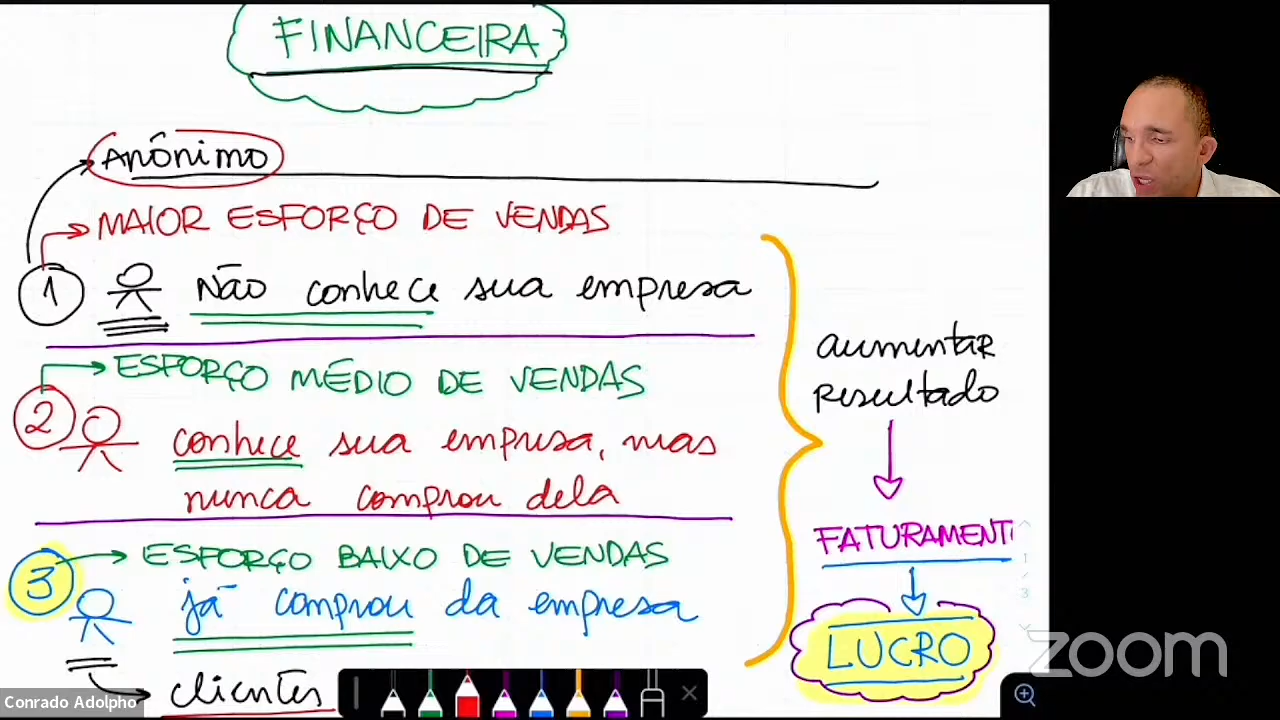 FINANCEIRA
Anônimo
MAIOR ESFORÇO DE VENDAS
1 Não conhece sua empresa
ESFORÇO MÉDIO DE VENDAS
2 conhece sua empresa, mas
nunca comprou dela
3 ESFORÇO BAIXO DE VENDAS
já comprou da empresa
clientes
aumentar
resultado
FATURAMENT
LUCRO
1/3
zoom
Conrado Adolpho